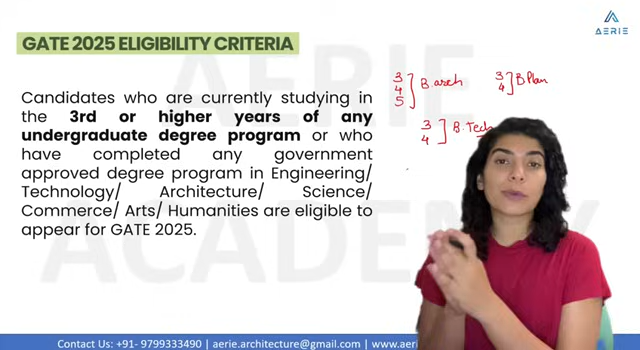 AERIE
GATE 2025 ELIGIBILITY CRITERIA
3
4
5
B.arch
3
4
B.Plan
3
4
B.Tech
Candidates who are currently studying in
the 3rd or higher years of any
undergraduate degree program or who
have completed any government
approved degree program in Engineering/
Technology/ Architecture/ Science/
Commerce/ Arts/ Humanities are eligible to
appear for GATE 2025.
AERIE
ACADEMY
Contact Us: +91- 9799333490 | aerie.architecture@gmail.com | www.aeri